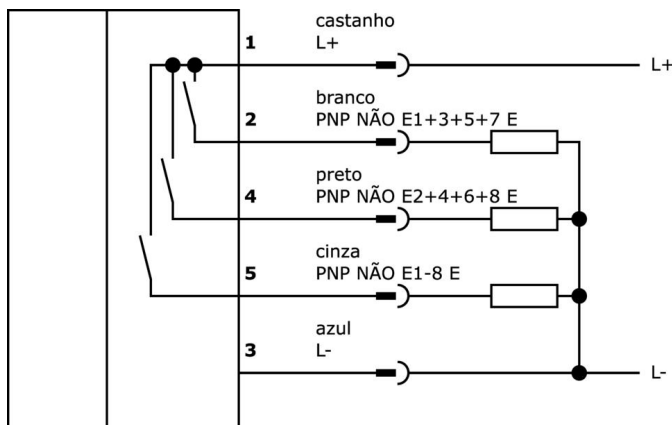 castanho
1 L+
L+
branco
2 PNP NÃO E1+3+5+7 E
preto
4 PNP NÃO E2+4+6+8 E
cinza
5 PNP NÃO E1-8 E
azul
3 L-
L-